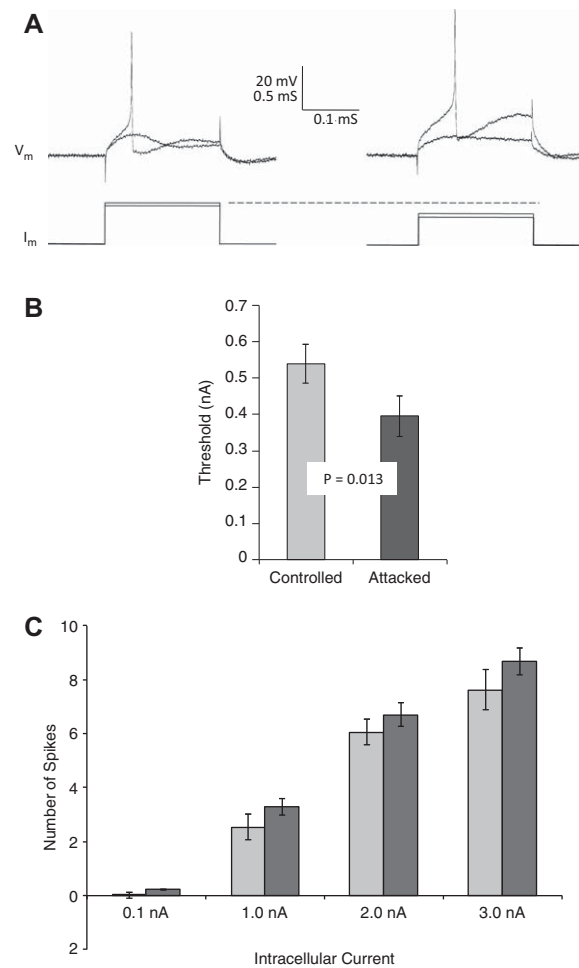 A
20 mV
0.5 mS
0.1 mS
Vm
Im
B
0.7
0.6
0.5
0.4
0.3
0.2
0.1
0
Threshold (nA)
P = 0.013
Controlled Attacked
C
10
8
6
4
2
0
2
Number of Spikes
0.1 nA 1.0 nA 2.0 nA 3.0 nA
Intracellular Current